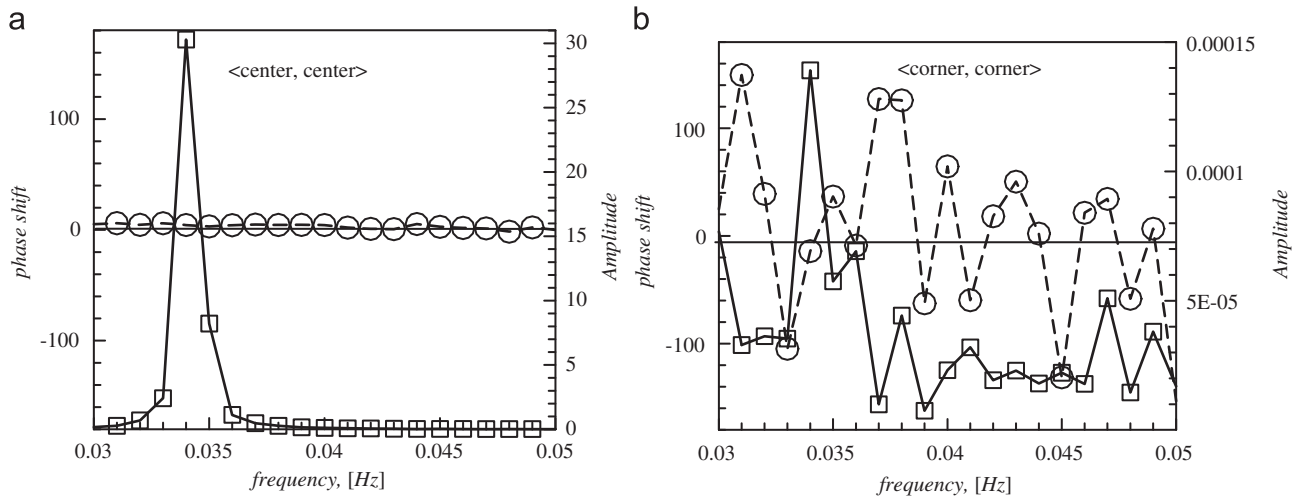 a
<center, center>
phase shift
100
0
-100
30
25
20
15
10
5
0
Amplitude
0.03
0.035
0.04
0.045
0.05
frequency, [Hz]
b
<corner, corner>
phase shift
100
0
-100
0.00015
0.0001
5E-05
Amplitude
0.03
0.035
0.04
0.045
0.05
frequency, [Hz]